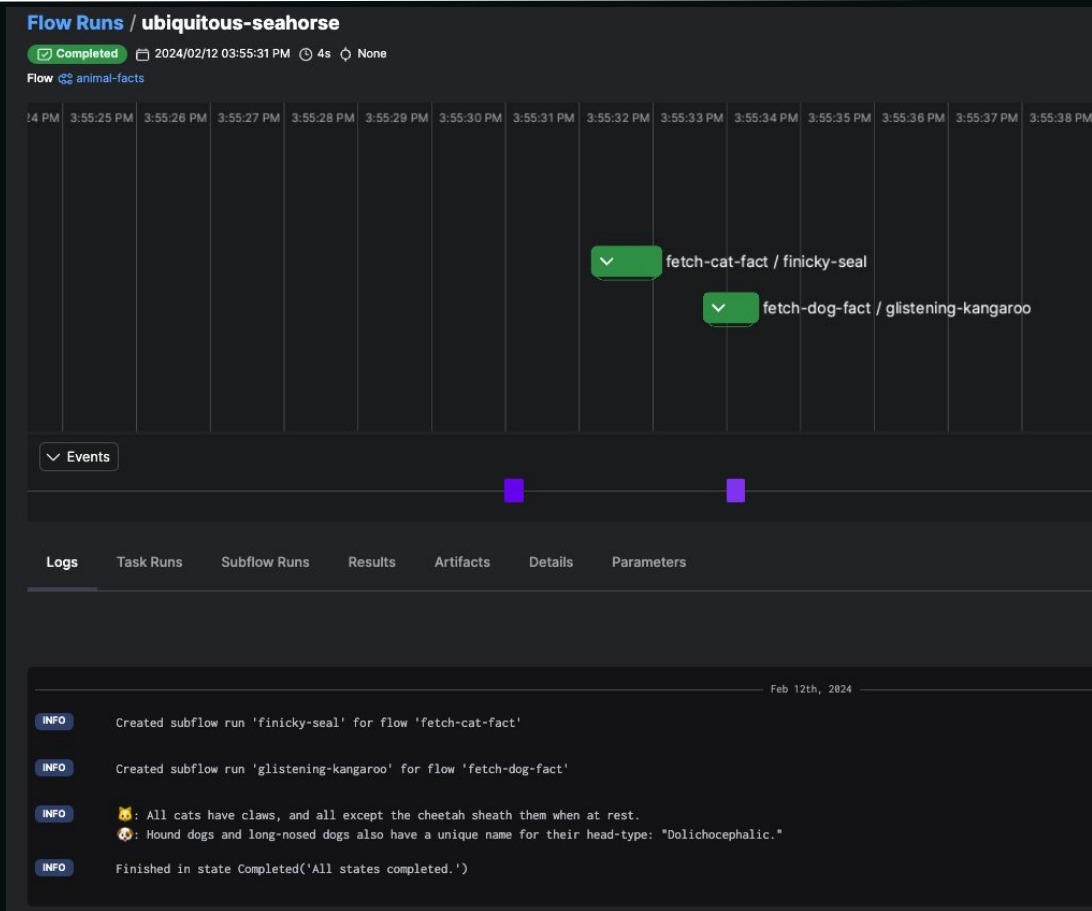 Flow Runs / ubiquitous-seahorse
Completed 2024/02/12 03:55:31 PM 4s None
Flow animal-facts
24 PM 3:55:25 PM 3:55:26 PM 3:55:27 PM 3:55:28 PM 3:55:29 PM 3:55:30 PM 3:55:31 PM 3:55:32 PM 3:55:33 PM 3:55:34 PM 3:55:35 PM 3:55:36 PM 3:55:37 PM 3:55:38 PM
fetch-cat-fact / finicky-seal
fetch-dog-fact / glistening-kangaroo
Events
Logs Task Runs Subflow Runs Results Artifacts Details Parameters
Feb 12th, 2024
INFO Created subflow run 'finicky-seal' for flow 'fetch-cat-fact'
INFO Created subflow run 'glistening-kangaroo' for flow 'fetch-dog-fact'
INFO 🐱: All cats have claws, and all except the cheetah sheath them when at rest.
🐶: Hound dogs and long-nosed dogs also have a unique name for their head-type: "Dolichocephalic."
INFO Finished in state Completed('All states completed.')